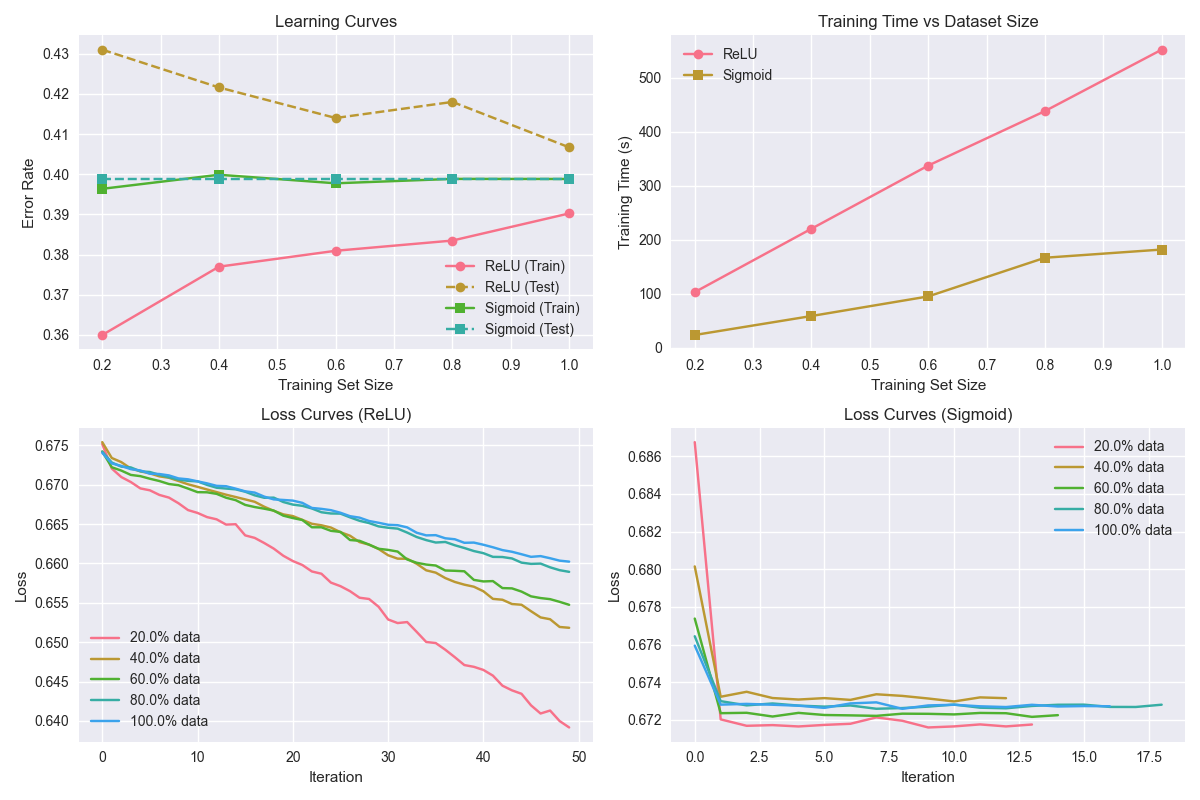 Learning Curves
Error Rate
0.43
0.42
0.41
0.40
0.39
0.38
0.37
0.36
ReLU (Train)
ReLU (Test)
Sigmoid (Train)
Sigmoid (Test)
0.2 0.3 0.4 0.5 0.6 0.7 0.8 0.9 1.0
Training Set Size
Training Time vs Dataset Size
Training Time (s)
500
400
300
200
100
0
ReLU
Sigmoid
0.2 0.3 0.4 0.5 0.6 0.7 0.8 0.9 1.0
Training Set Size
Loss Curves (ReLU)
Loss
0.675
0.670
0.665
0.660
0.655
0.650
0.645
0.640
20.0% data
40.0% data
60.0% data
80.0% data
100.0% data
0 10 20 30 40 50
Iteration
Loss Curves (Sigmoid)
Loss
0.686
0.684
0.682
0.680
0.678
0.676
0.674
0.672
20.0% data
40.0% data
60.0% data
80.0% data
100.0% data
0.0 2.5 5.0 7.5 10.0 12.5 15.0 17.5
Iteration